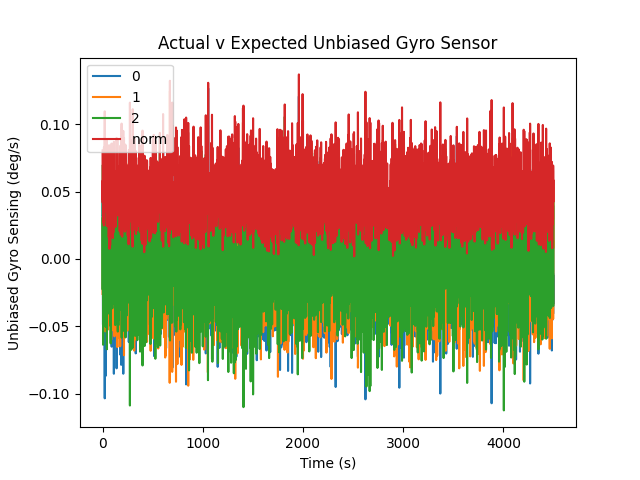 Actual v Expected Unbiased Gyro Sensor
Unbiased Gyro Sensing (deg/s)
0.10
0.05
0.00
−0.05
−0.10
0
1
2
norm
0 1000 2000 3000 4000
Time (s)